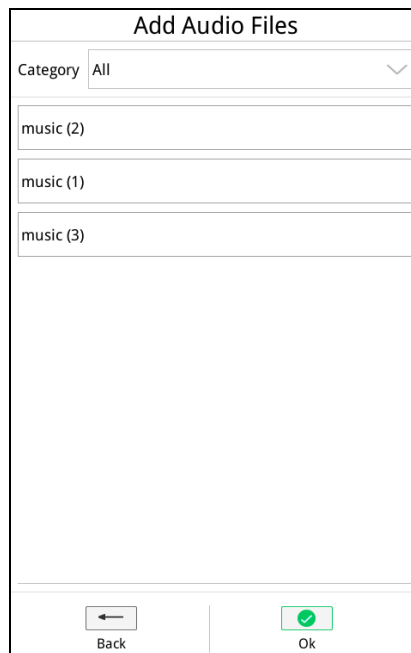 Add Audio Files
Category All
music (2)
music (1)
music (3)
Back Ok